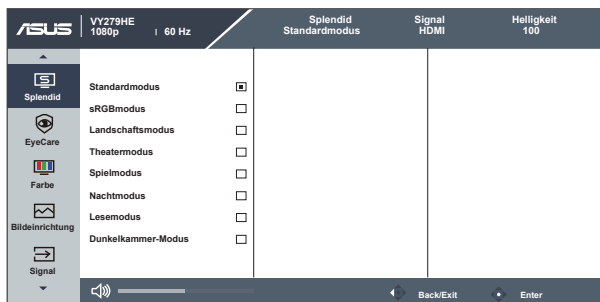 ASUS
VY279HE
1080p | 60 Hz
Splendid
Standardmodus
Signal
HDMI
Helligkeit
100
Splendid
EyeCare
Farbe
Bildeinrichtung
Signal
Standardmodus
sRGBmodus
Landschaftsmodus
Theatermodus
Spielmodus
Nachtmodus
Lesemodus
Dunkelkammer-Modus
Back/Exit
Enter